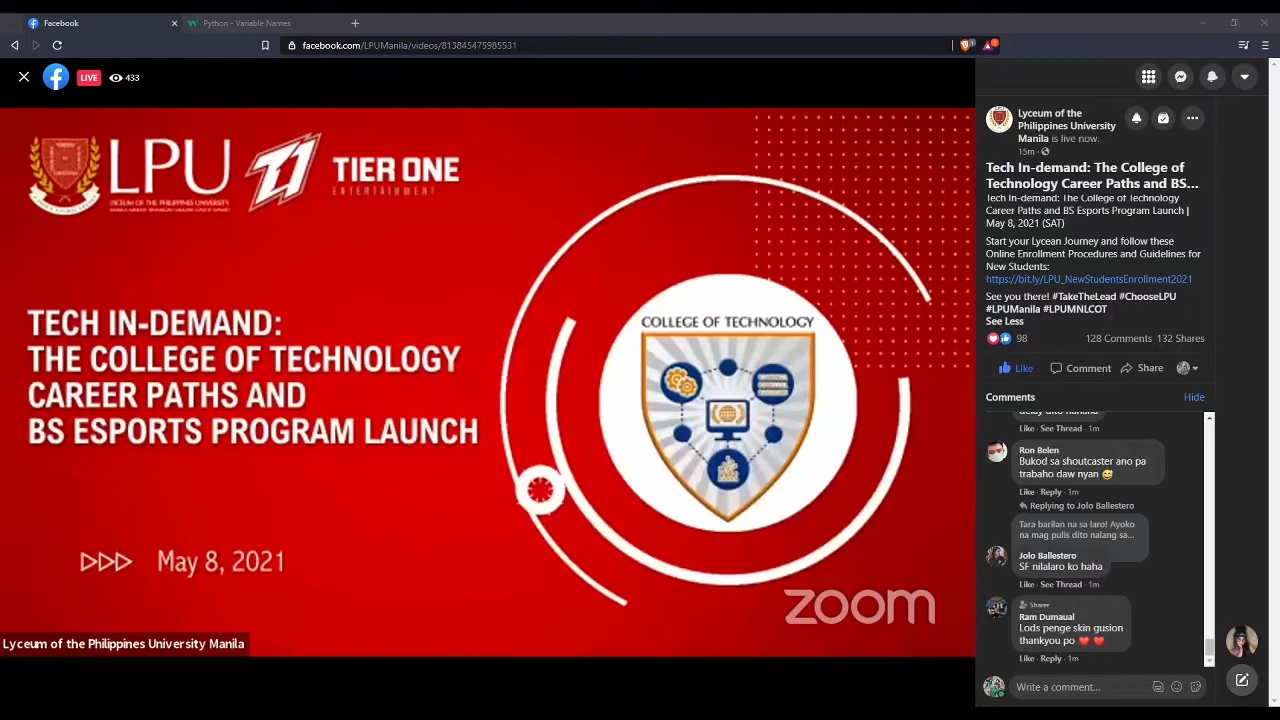 Facebook
Python - Variable Names
facebook.com/LPUManila/videos/813845475985531
LIVE
433
LPU
LYCEUM OF THE PHILIPPINES UNIVERSITY
TIER ONE
ENTERTAINMENT
TECH IN-DEMAND:
THE COLLEGE OF TECHNOLOGY
CAREER PATHS AND
BS ESPORTS PROGRAM LAUNCH
May 8, 2021
COLLEGE OF TECHNOLOGY
zoom
Lyceum of the Philippines University Manila
Lyceum of the
Philippines University
Manila is live now.
15m ·
Tech In-demand: The College of
Technology Career Paths and BS...
Tech In-demand: The College of Technology
Career Paths and BS Esports Program Launch |
May 8, 2021 (SAT)
Start your Lycean Journey and follow these
Online Enrollment Procedures and Guidelines for
New Students:
https://bit.ly/LPU_NewStudentsEnrollment2021
See you there! #TakeTheLead #ChooseLPU
#LPUManila #LPUMNLCOT
See Less
98
128 Comments 132 Shares
Like Comment Share
Comments
Hide
Like · See Thread · 1m
Ron Belen
Bukod sa shoutcaster ano pa
trabaho daw nyan 😅
Like · Reply · 1m
Replying to Jolo Ballestero
Tara barilan na sa laro! Ayoko
na mag pulis dito nalang sa...
Jolo Ballestero
SF nilalaro ko haha
Like · See Thread · 1m
Sharer
Ram Dumaual
Lods penge skin gusion
thankyou po ❤️ ❤️
Like · Reply · 1m
Write a comment...